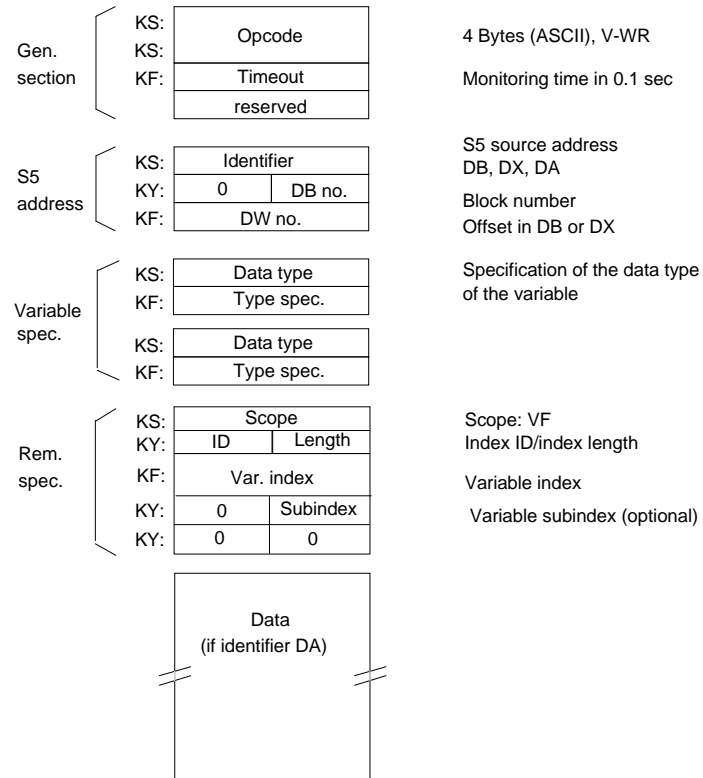 KS:
Opcode
4 Bytes (ASCII), V-WR
Gen.
section
KS:
KF:
Timeout
Monitoring time in 0.1 sec
reserved
S5 source address
KS:
Identifier
DB, DX, DA
S5
address
KY:
0
DB no.
Block number
KF:
DW no.
Offset in DB or DX
KS:
Data type
Specification of the data type
KF:
Type spec.
of the variable
Variable
spec.
KS:
Data type
KF:
Type spec.
KS:
Scope
Scope: VF
KY:
ID
Length
Index ID/index length
Rem.
spec.
KF:
Var. index
Variable index
KY:
0
Subindex
Variable subindex (optional)
KY:
0
0
Data
(if identifier DA)